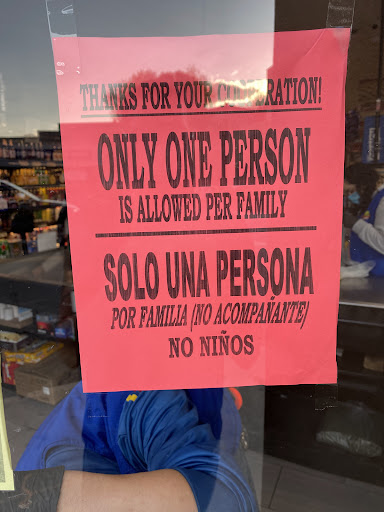 THANKS FOR YOUR COOPERATION!
ONLY ONE PERSON
IS ALLOWED PER FAMILY
SOLO UNA PERSONA
POR FAMILIA (NO ACOMPAÑANTE)
NO NIÑOS